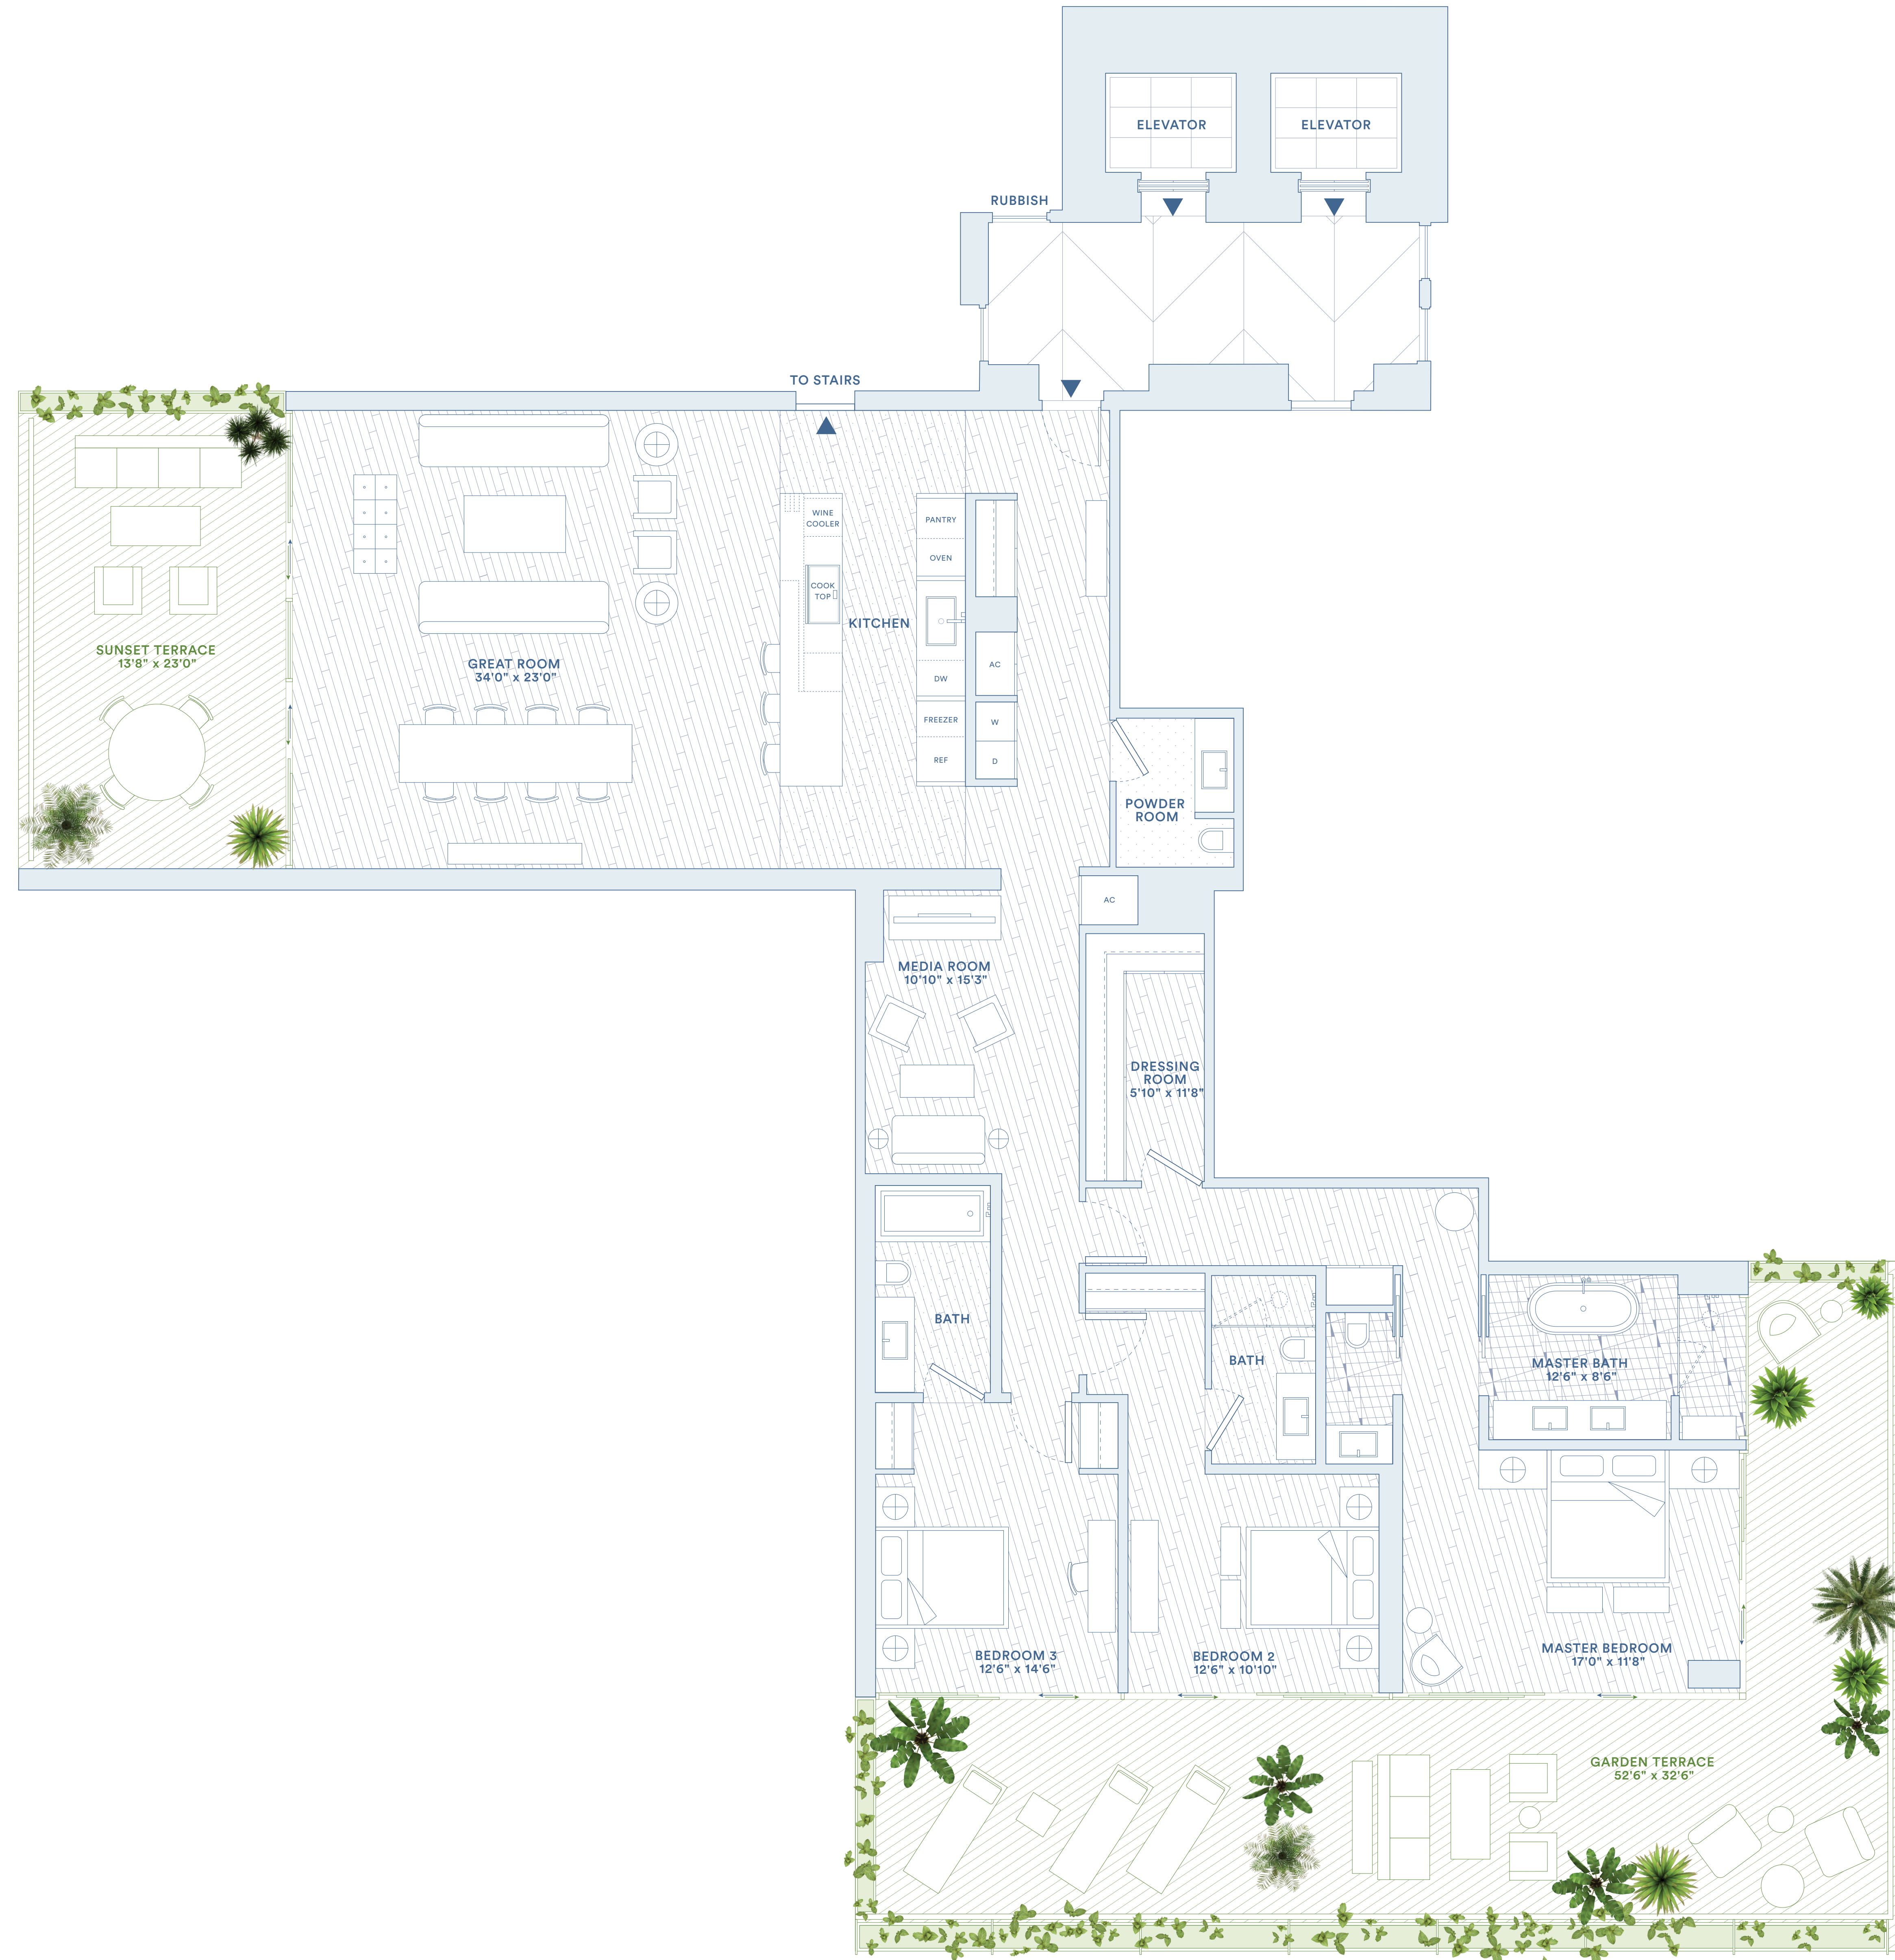 ELEVATOR
ELEVATOR
RUBBISH
TO STAIRS
WINE
COOLER
PANTRY
OVEN
COOK
TOP
KITCHEN
SUNSET TERRACE
13'8" x 23'0"
GREAT ROOM
34'0" x 23'0"
AC
DW
FREEZER
W
REF
D
POWDER
ROOM
AC
MEDIA ROOM
10'10" x 15'3"
DRESSING
ROOM
5'10" x 11'8"
BATH
BATH
MASTER BATH
12'6" x 8'6"
BEDROOM 3
12'6" x 14'6"
BEDROOM 2
12'6" x 10'10"
MASTER BEDROOM
17'0" x 11'8"
GARDEN TERRACE
52'6" x 32'6"